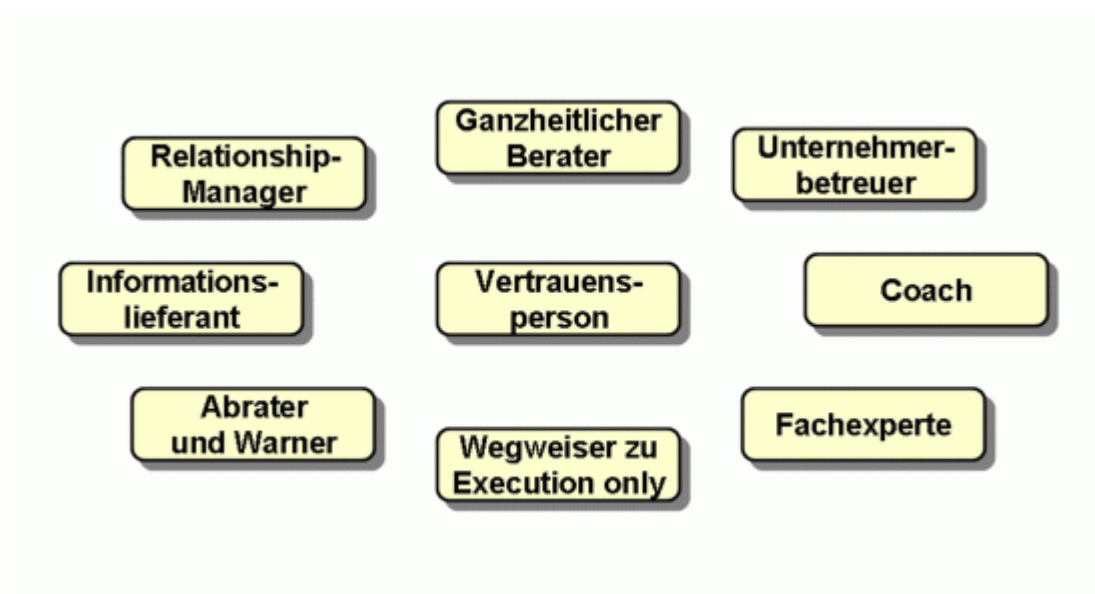 Ganzheitlicher
Berater
Relationship-
Manager
Unternehmer-
betreuer
Informations-
lieferant
Vertrauens-
person
Coach
Abrater
und Warner
Wegweiser zu
Execution only
Fachexperte